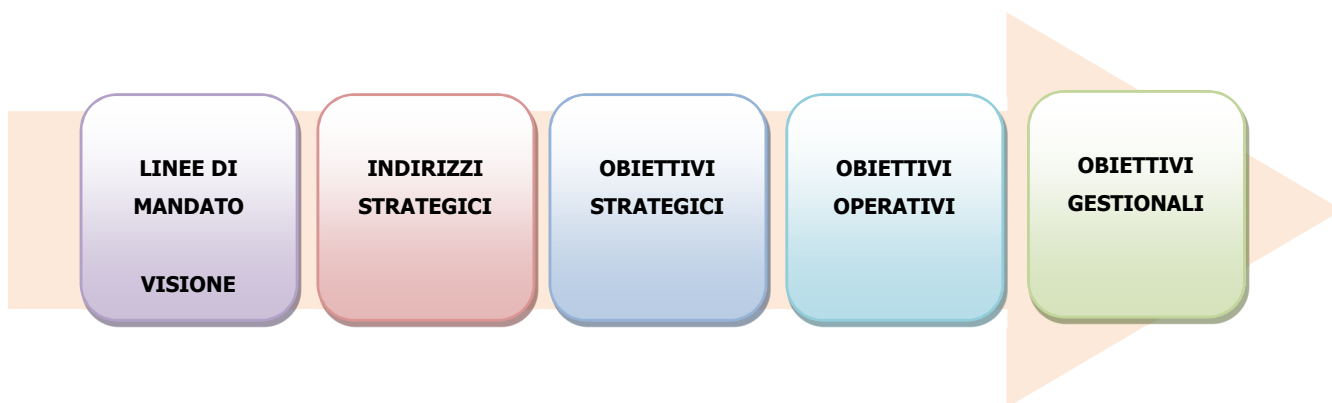 LINEE DI
MANDATO
VISIONE
INDIRIZZI
STRATEGICI
OBIETTIVI
STRATEGICI
OBIETTIVI
OPERATIVI
OBIETTIVI
GESTIONALI